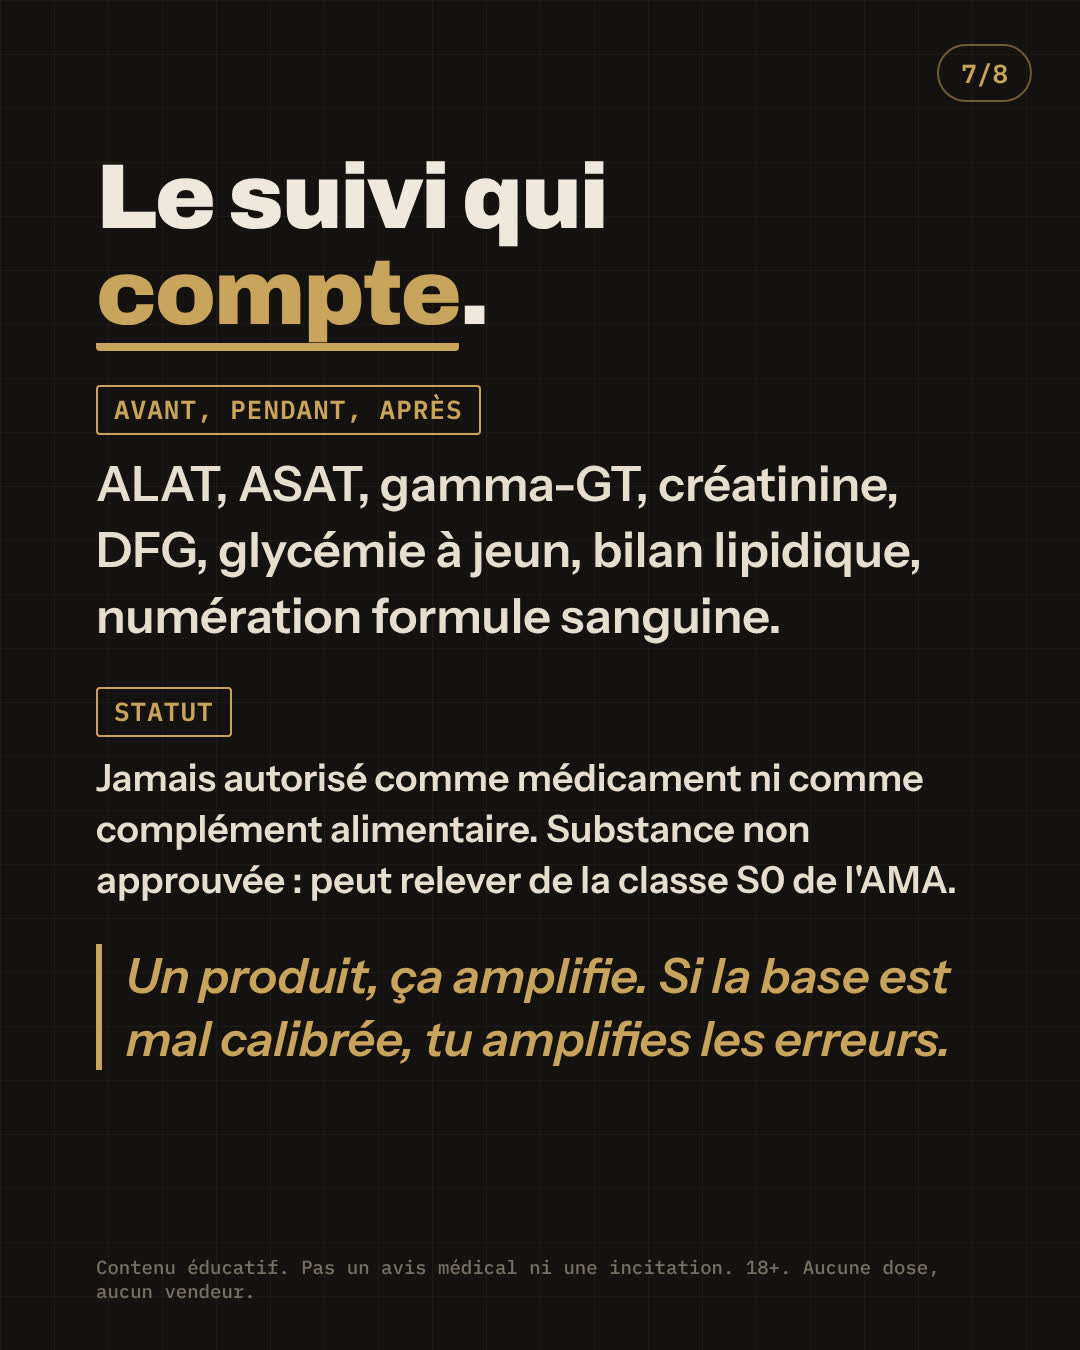 7/8
Le suivi qui
compte.
AVANT, PENDANT, APRÈS
ALAT, ASAT, gamma-GT, créatinine,
DFG, glycémie à jeun, bilan lipidique,
numération formule sanguine.
STATUT
Jamais autorisé comme médicament ni comme
complément alimentaire. Substance non
approuvée : peut relever de la classe S0 de l'AMA.
Un produit, ça amplifie. Si la base est
mal calibrée, tu amplifies les erreurs.
Contenu éducatif. Pas un avis médical ni une incitation. 18+. Aucune dose,
aucun vendeur.